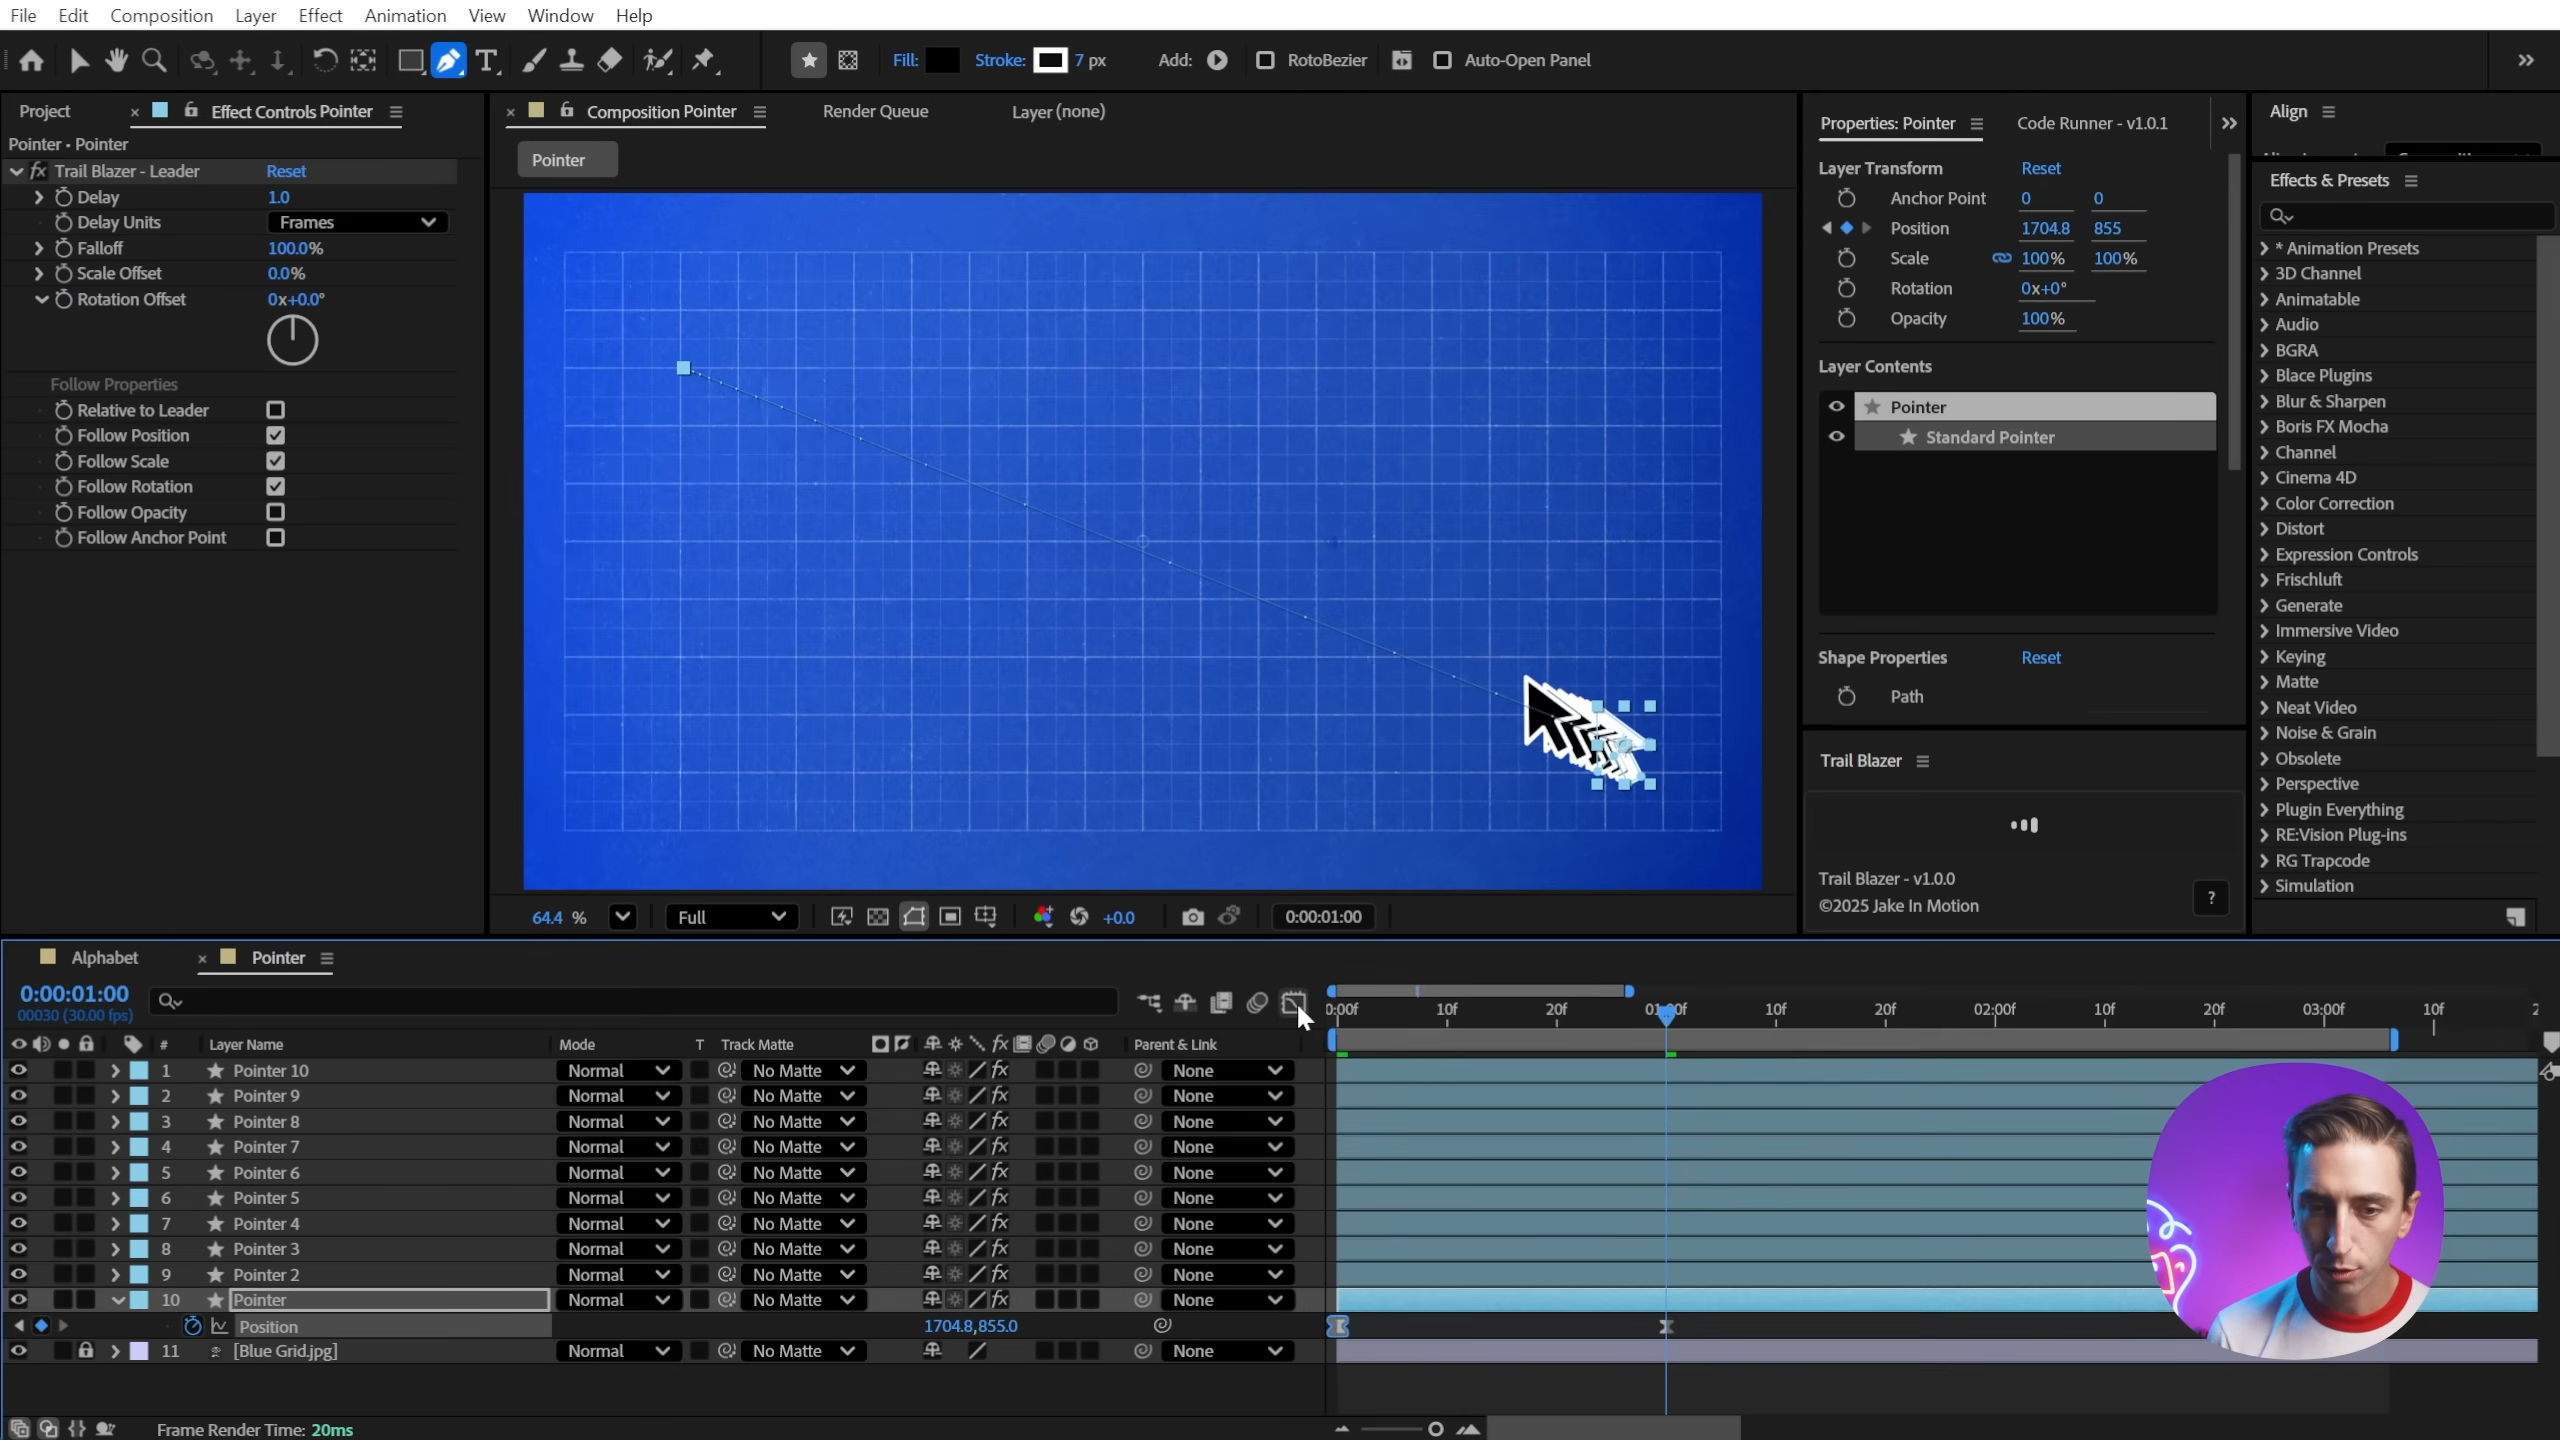 File Edit Composition Layer Effect Animation View Window Help
Fill: Stroke: 7 px Add: RotoBezier Auto-Open Panel
Project Effect Controls Pointer
Pointer • Pointer
fx Trail Blazer - Leader Reset
Delay 1.0
Delay Units Frames
Falloff 100.0%
Scale Offset 0.0%
Rotation Offset 0x+0.0°
Follow Properties
Relative to Leader
Follow Position
Follow Scale
Follow Rotation
Follow Opacity
Follow Anchor Point
Composition Pointer Render Queue Layer (none)
Pointer
64.4 % Full +0.0 0:00:01:00
Properties: Pointer Code Runner - v1.0.1
Layer Transform Reset
Anchor Point 0 0
Position 1704.8 855
Scale 100% 100%
Rotation 0x+0°
Opacity 100%
Layer Contents
Pointer
Standard Pointer
Shape Properties Reset
Path
Trail Blazer
Trail Blazer - v1.0.0
©2025 Jake In Motion
?
Align
Effects & Presets
* Animation Presets
3D Channel
Animatable
Audio
BGRA
Blace Plugins
Blur & Sharpen
Boris FX Mocha
Channel
Cinema 4D
Color Correction
Distort
Expression Controls
Frischluft
Generate
Immersive Video
Keying
Matte
Neat Video
Noise & Grain
Obsolete
Perspective
Plugin Everything
RE:Vision Plug-ins
RG Trapcode
Simulation
Alphabet Pointer
0:00:01:00
00030 (30.00 fps)
0:00f 10f 20f 01:00f 10f 20f 02:00f 10f 20f 03:00f 10f 2
# Layer Name Mode T Track Matte fx Parent & Link
1 Pointer 10 Normal No Matte fx None
2 Pointer 9 Normal No Matte fx None
3 Pointer 8 Normal No Matte fx None
4 Pointer 7 Normal No Matte fx None
5 Pointer 6 Normal No Matte fx None
6 Pointer 5 Normal No Matte fx None
7 Pointer 4 Normal No Matte fx None
8 Pointer 3 Normal No Matte fx None
9 Pointer 2 Normal No Matte fx None
10 Pointer Normal No Matte fx None
Position 1704.8,855.0
11 [Blue Grid.jpg] Normal No Matte None
Frame Render Time: 20ms